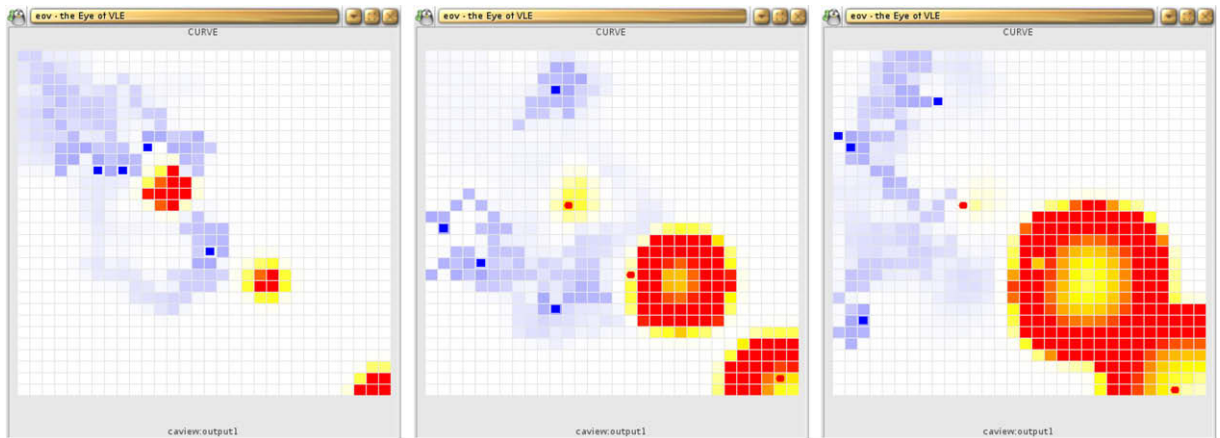 eov - the Eye of VLE
CURVE
caview:output1
eov - the Eye of VLE
CURVE
caview:output1
eov - the Eye of VLE
CURVE
caview:output1